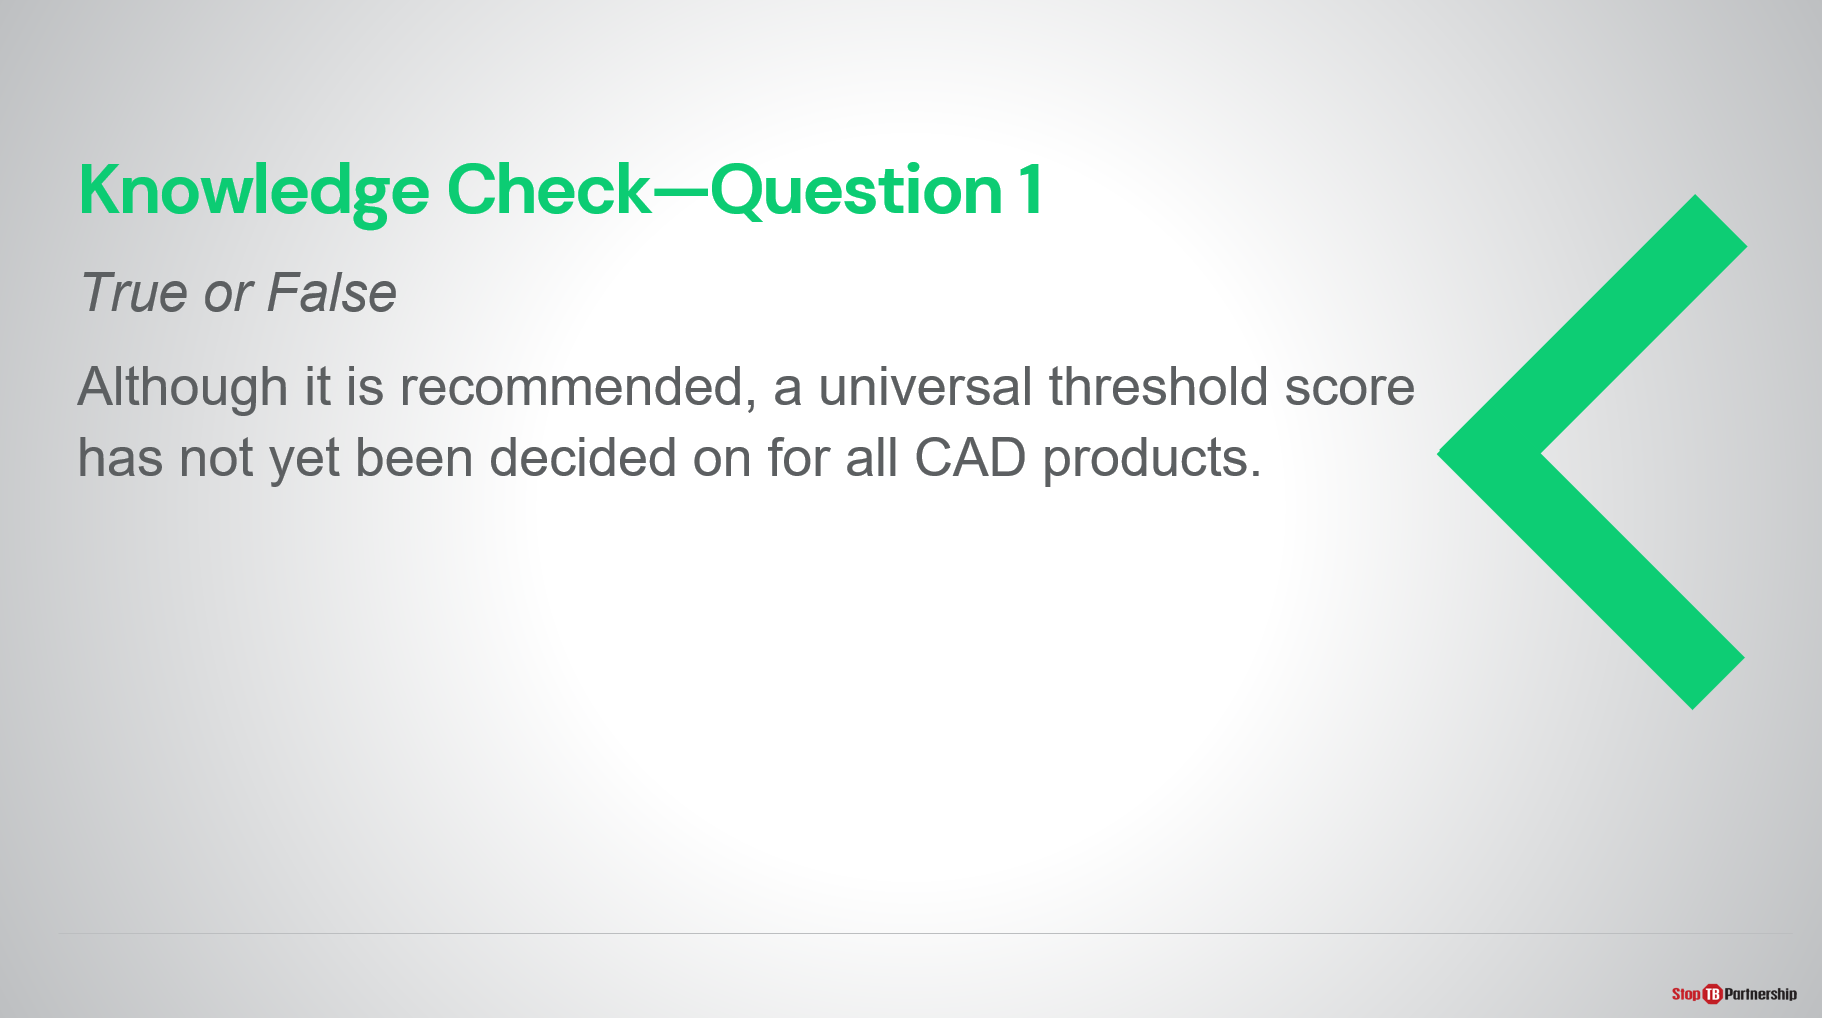 Knowledge Check—Question 1
True or False
Although it is recommended, a universal threshold score
has not yet been decided on for all CAD products.
Stop TB Partnership